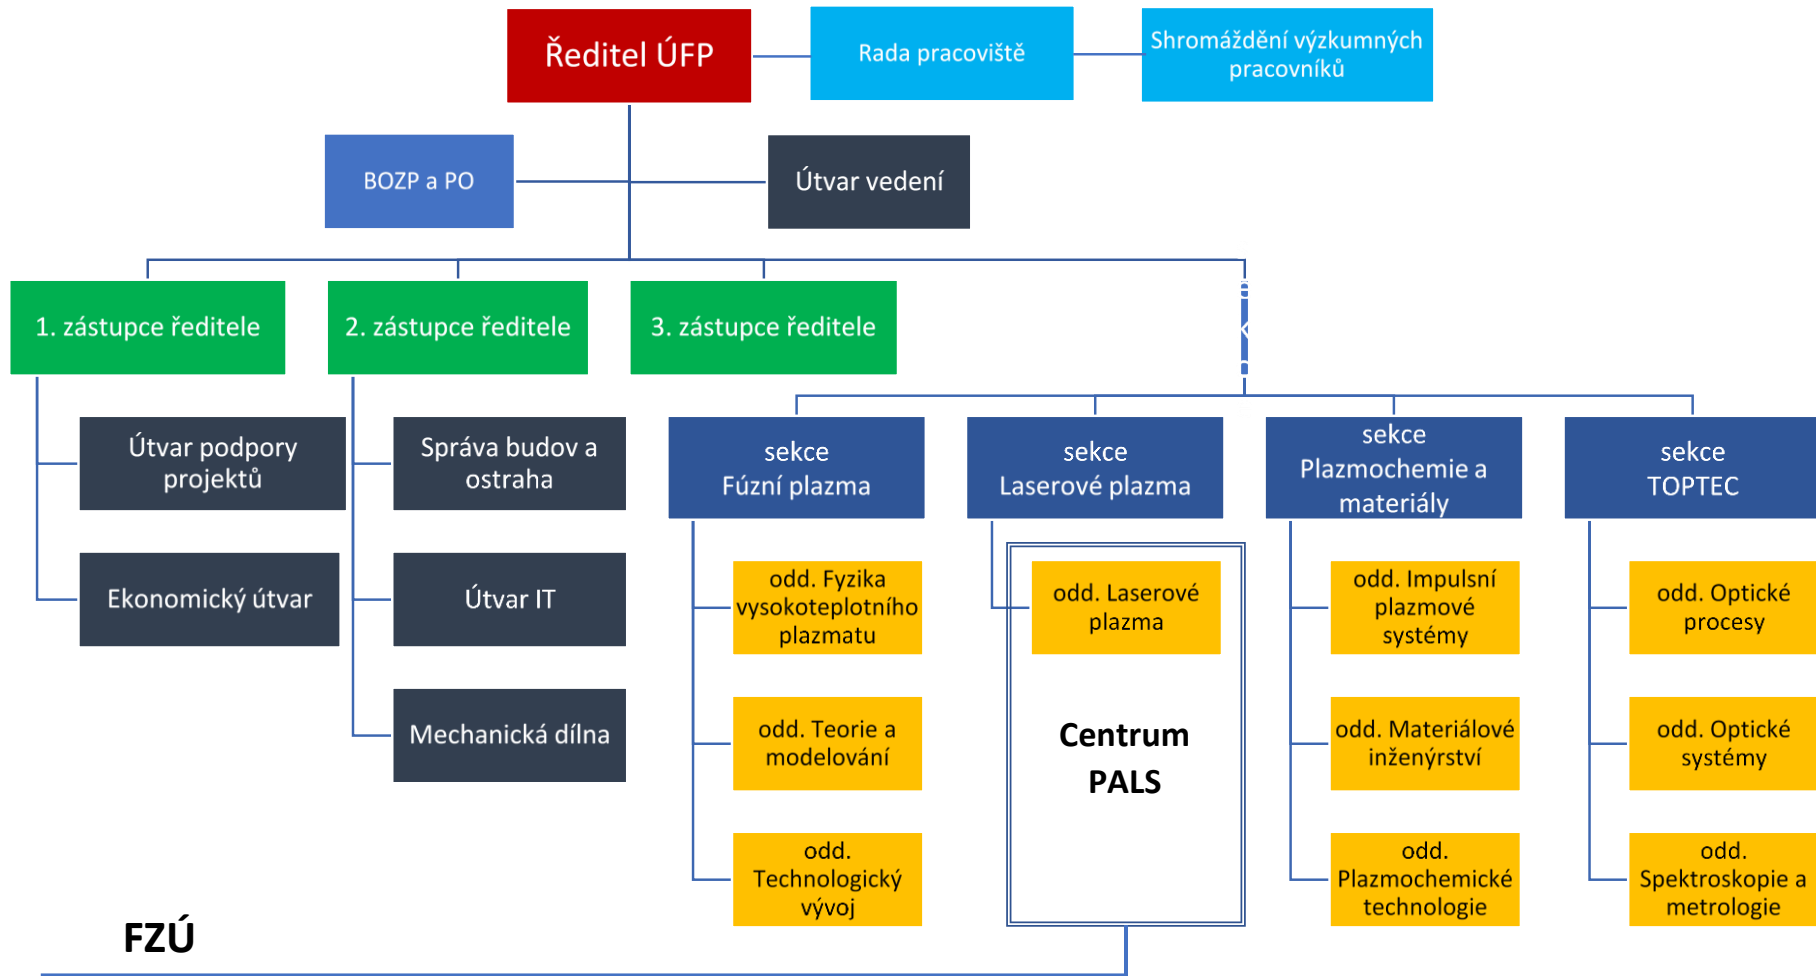 Ředitel ÚFP
Rada pracoviště
Shromáždění výzkumných
pracovníků
BOZP a PO
Útvar vedení
1. zástupce ředitele
2. zástupce ředitele
3. zástupce ředitele
Útvar podpory
projektů
Správa budov a
ostraha
sekce
Fúzní plazma
sekce
Laserové plazma
sekce
Plazmochemie a
materiály
sekce
TOPTEC
Ekonomický útvar
Útvar IT
odd. Fyzika
vysokoteplotního
plazmatu
odd. Laserové
plazma
odd. Impulsní
plazmové
systémy
odd. Optické
procesy
Mechanická dílna
odd. Teorie a
modelování
Centrum
PALS
odd. Materiálové
inženýrství
odd. Optické
systémy
odd.
Technologický
vývoj
odd.
Plazmochemické
technologie
odd.
Spektroskopie a
metrologie
FZÚ